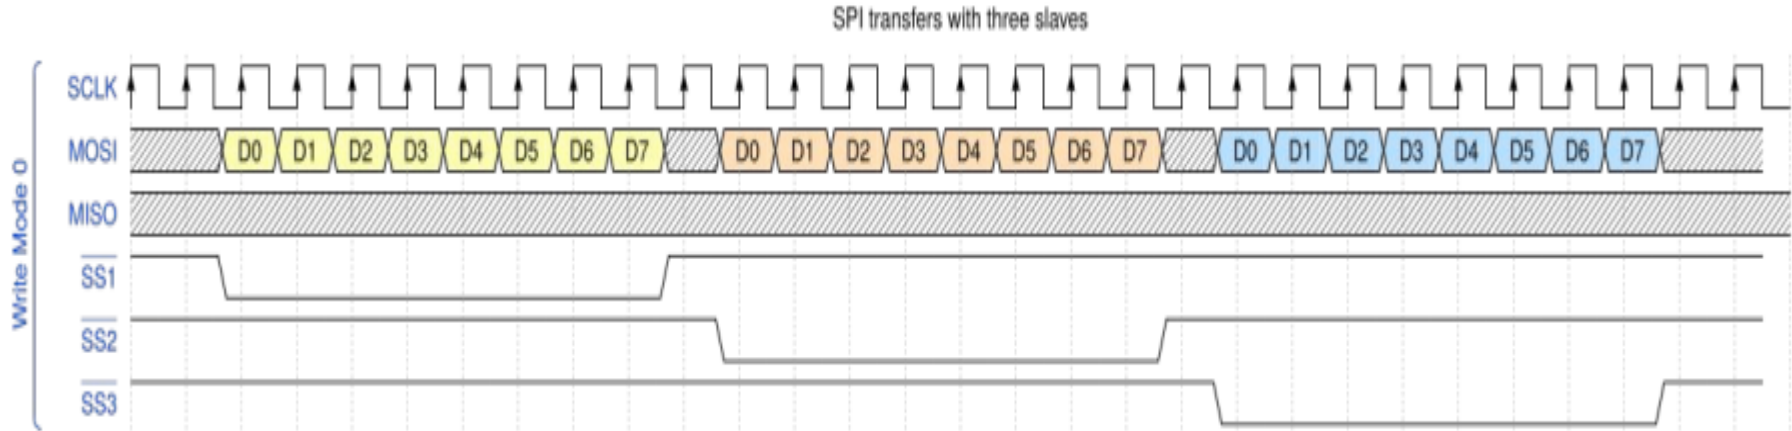 SPI transfers with three slaves
Write Mode 0
SCLK
MOSI D0 D1 D2 D3 D4 D5 D6 D7 D0 D1 D2 D3 D4 D5 D6 D7 D0 D1 D2 D3 D4 D5 D6 D7
MISO
SS1
SS2
SS3